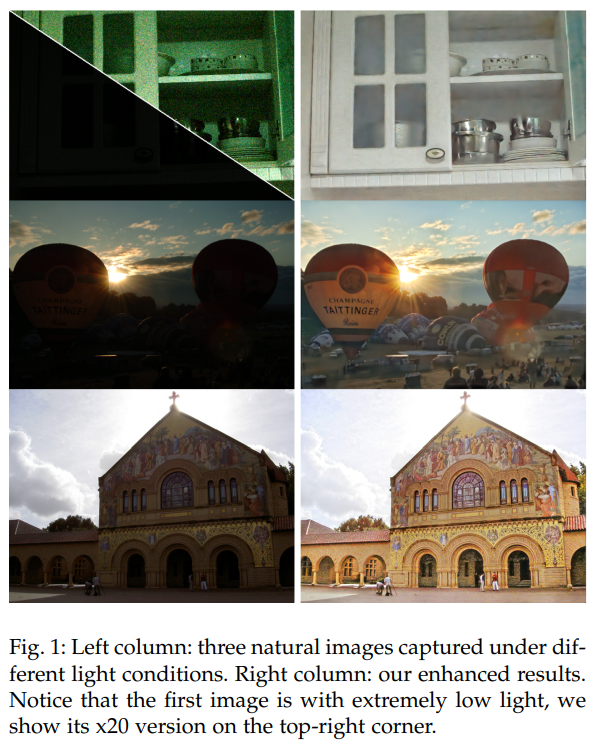 CHAMPAGNE
TAITTINGER
Reims
CHAMPAGNE
TAITTINGER
Reims
Fig. 1: Left column: three natural images captured under dif-
ferent light conditions. Right column: our enhanced results.
Notice that the first image is with extremely low light, we
show its x20 version on the top-right corner.